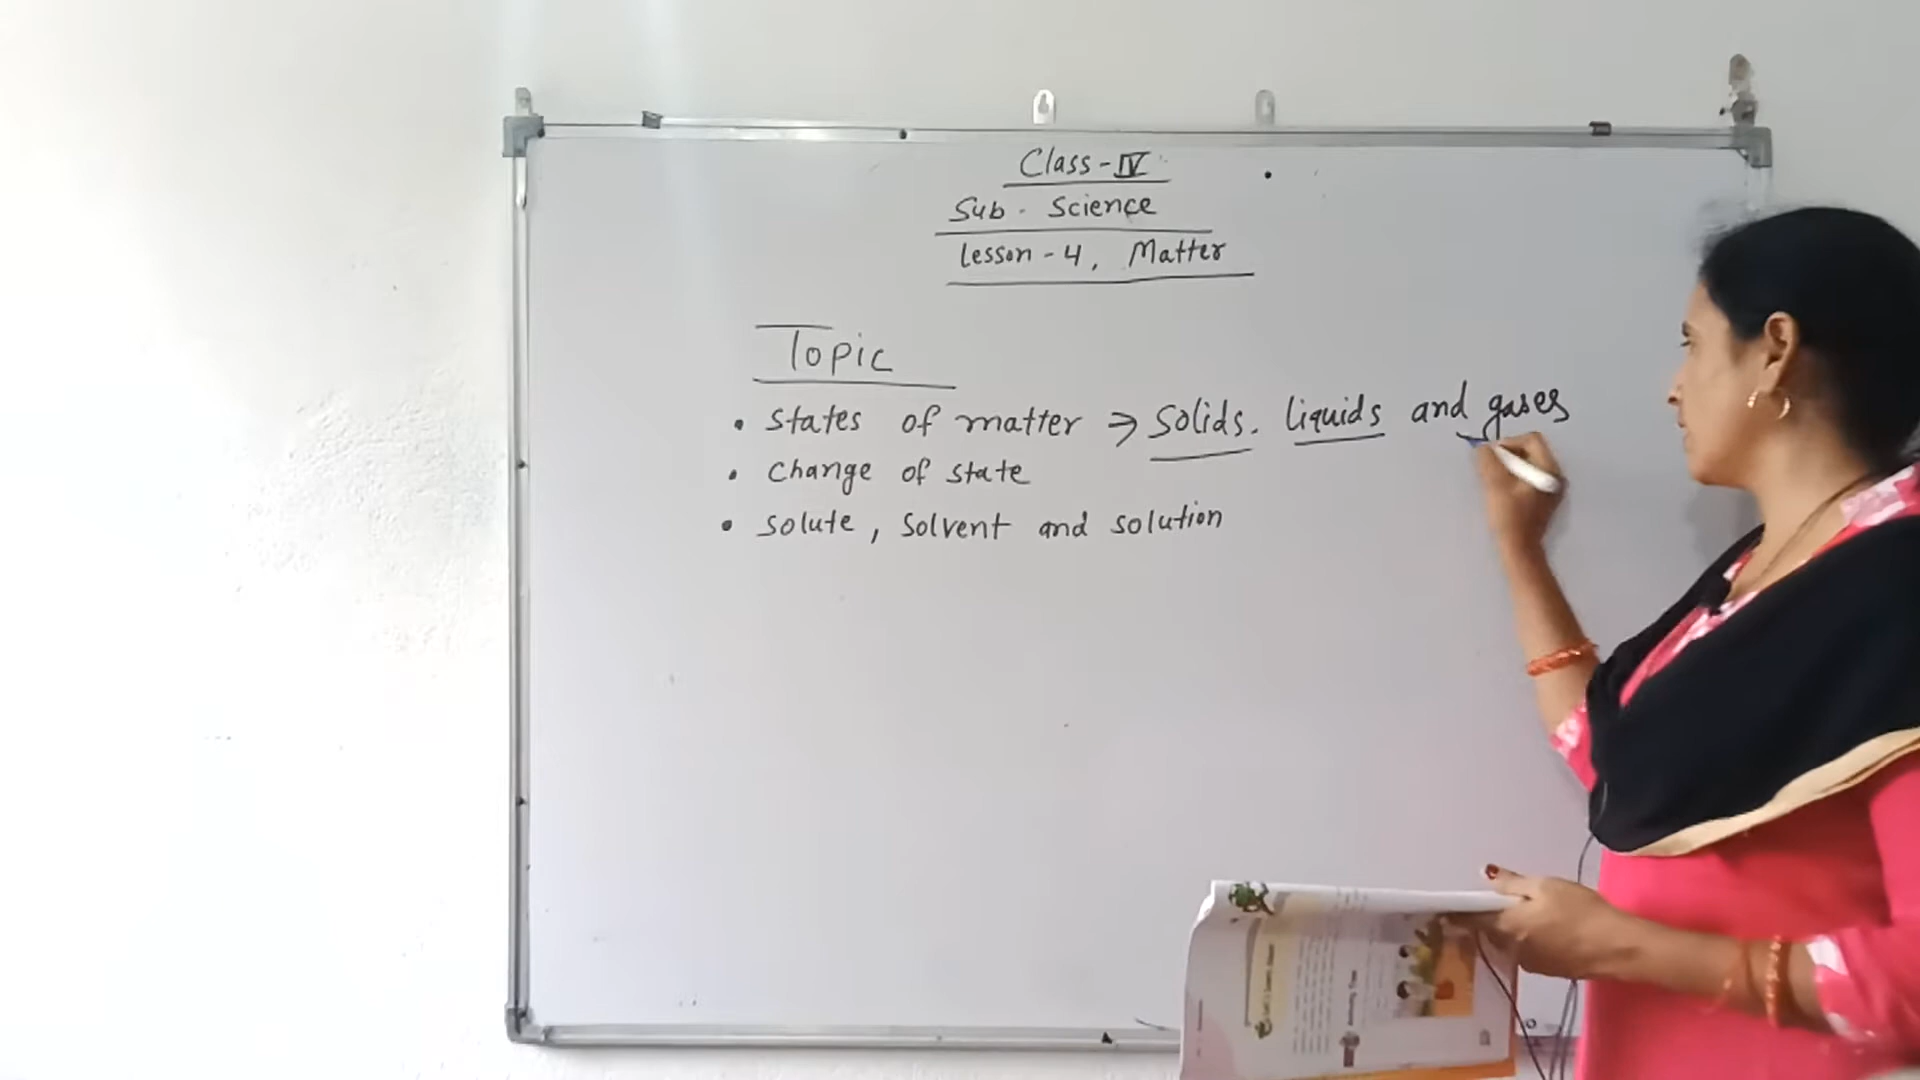 Class - IV
Sub - Science
Lesson - 4, Matter
Topic
• States of matter → solids. liquids and gases
• Change of state
• solute, solvent and solution